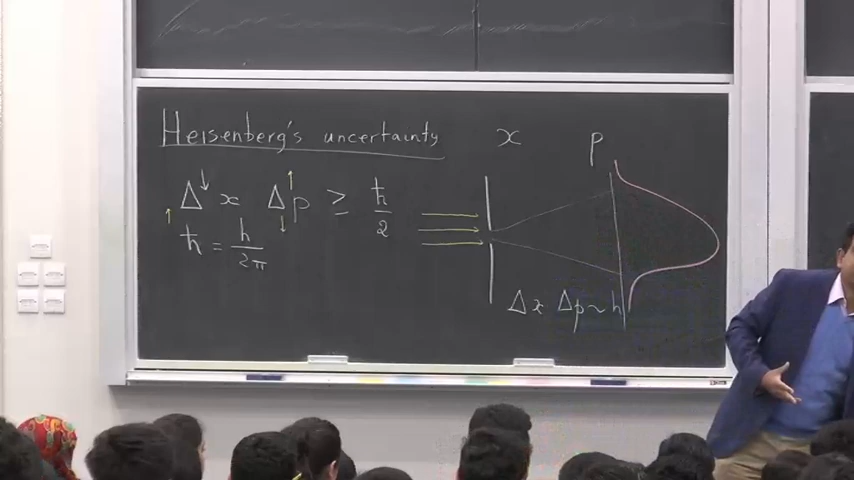 Heisenberg's uncertainty
x p
Δx Δp ≥ ħ/2
ħ = h/2π
Δx Δp ~ h